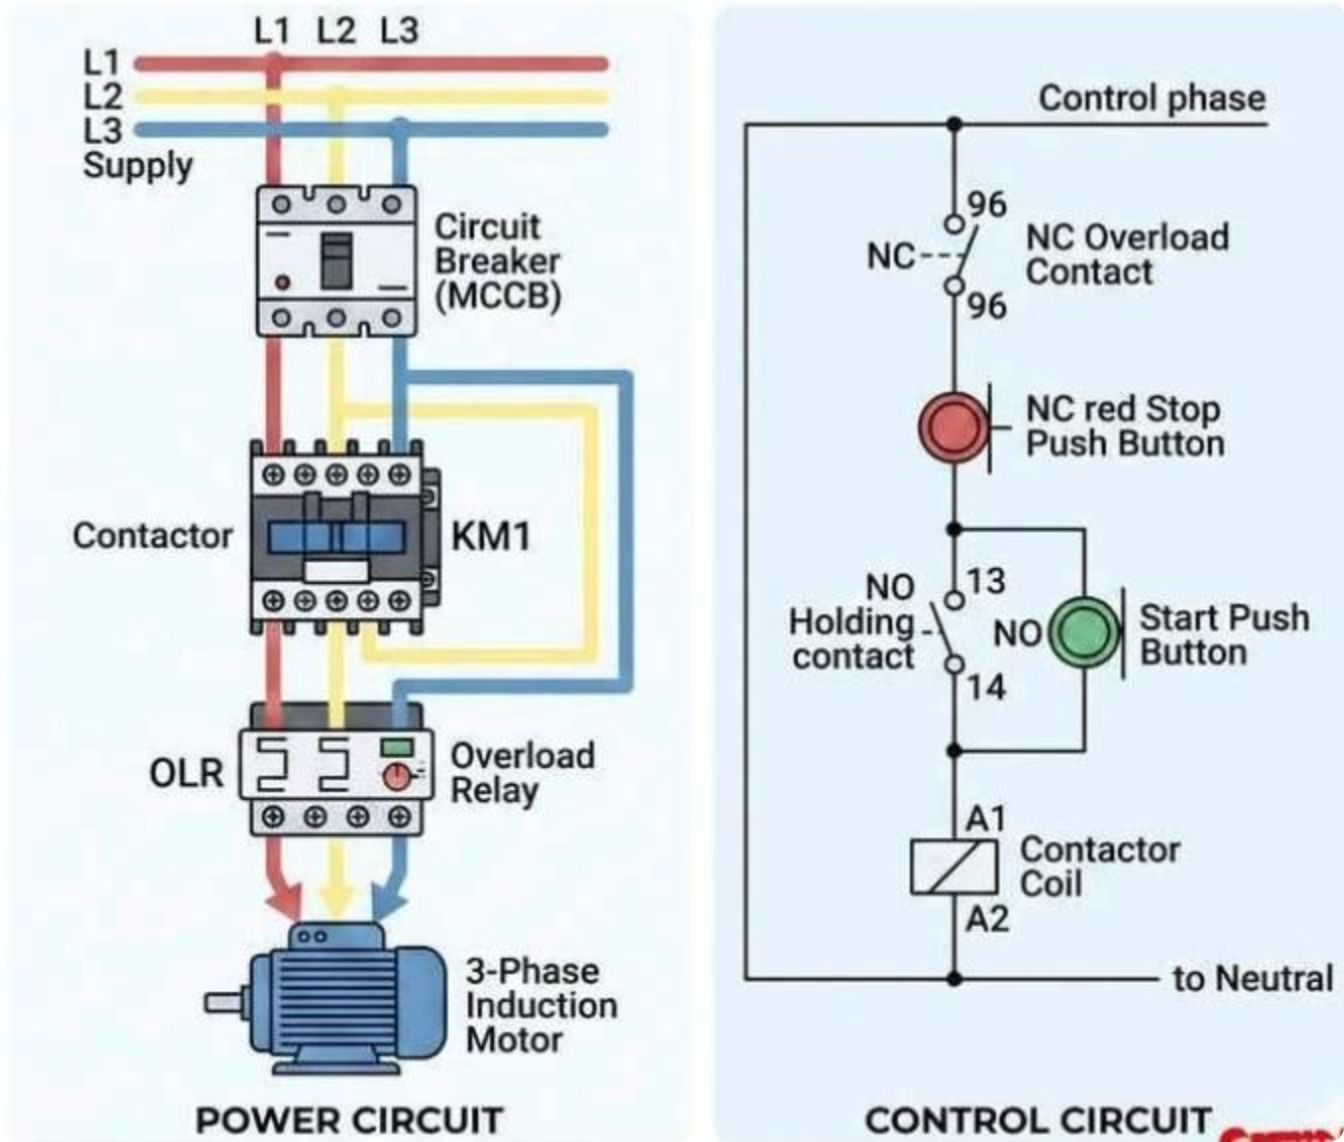 L1 L2 L3
L1
L2
L3
Supply
Circuit
Breaker
(MCCB)
Contactor
KM1
OLR
Overload
Relay
3-Phase
Induction
Motor
POWER CIRCUIT
Control phase
96
NC
NC Overload
Contact
96
NC red Stop
Push Button
NO
Holding
contact
13
14
NO
Start Push
Button
A1
Contactor
Coil
A2
to Neutral
CONTROL CIRCUIT